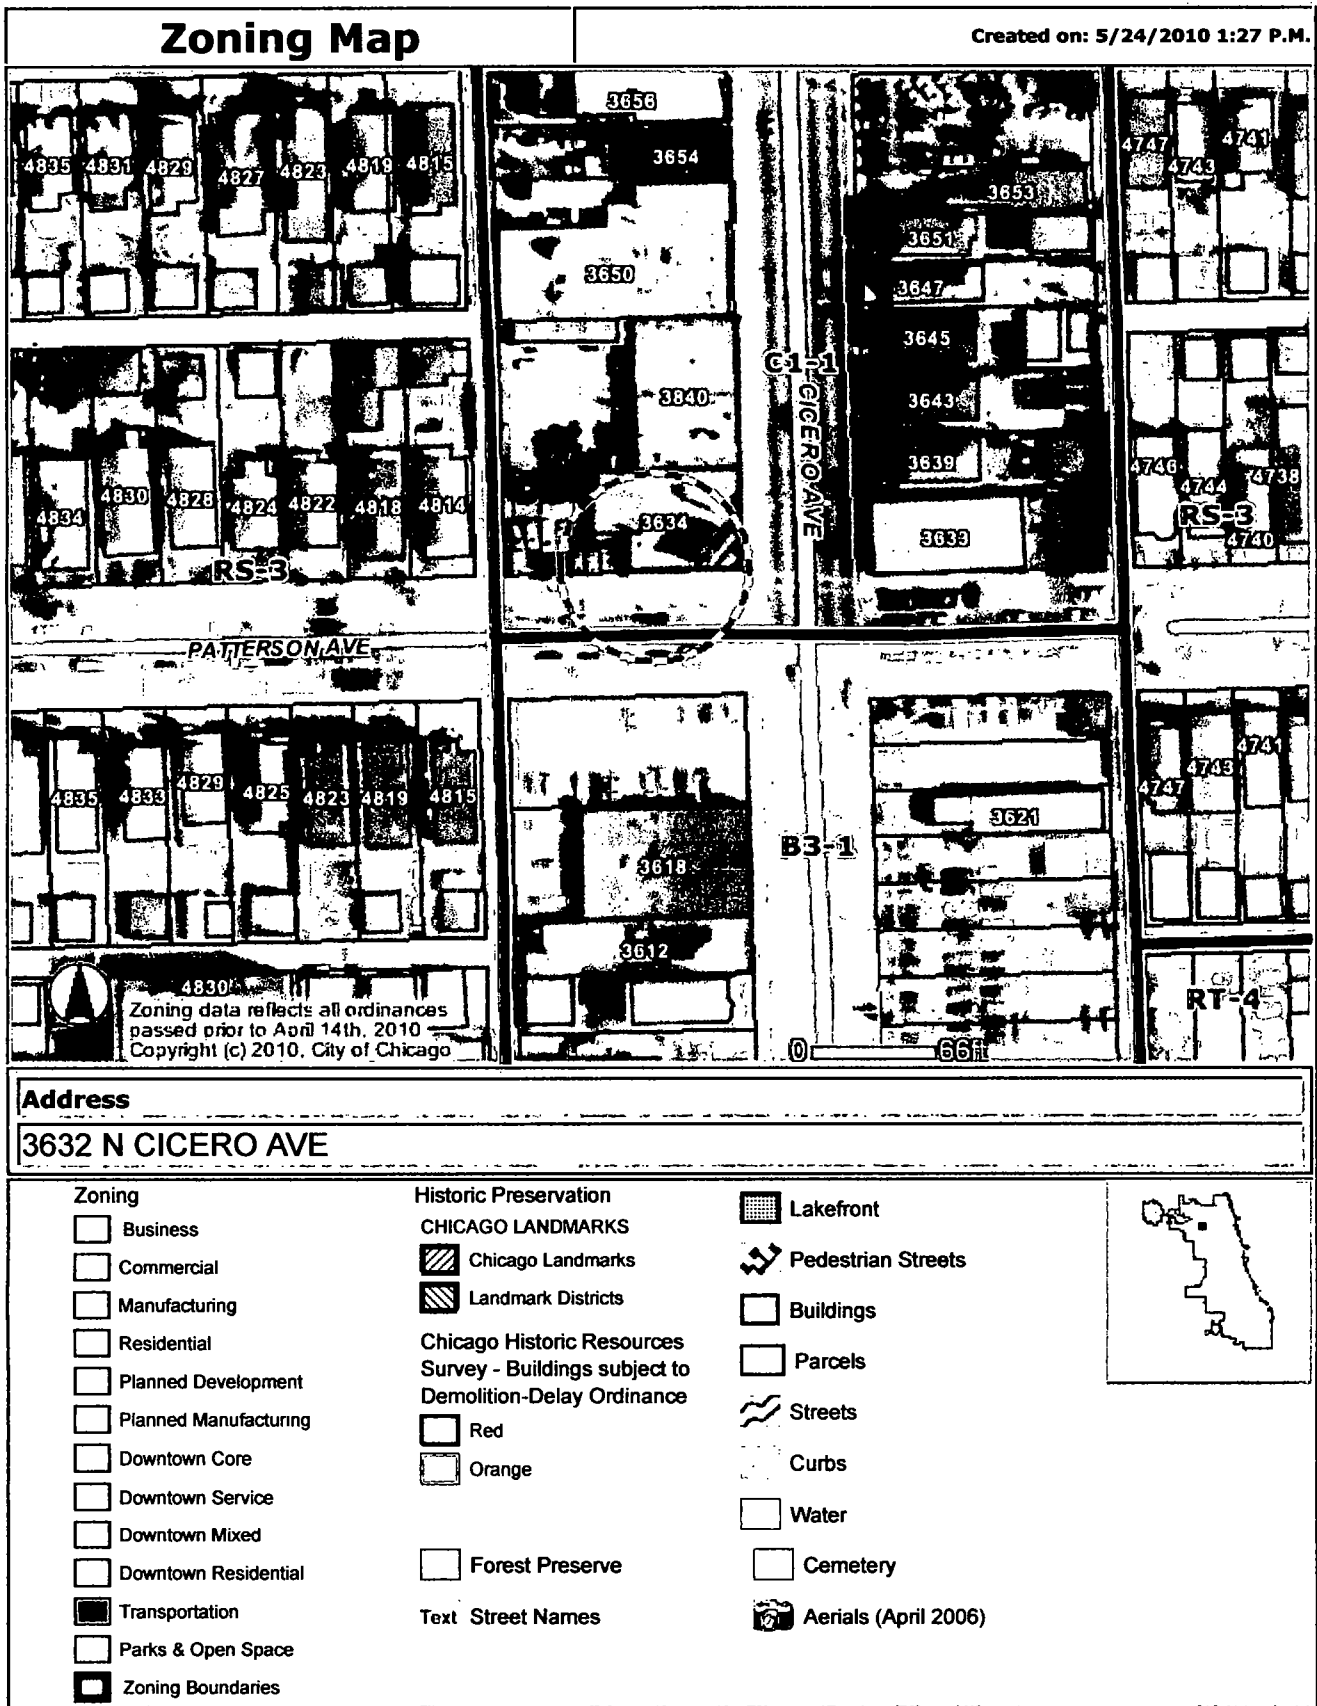 Zoning Map
Created on: 5/24/2010 1:27 P.M.
3656
4835
4831
4829
4827
4823
4819
4815
3654
3653
4747
4743
4741
3651
3650
3647
3645
C1-1
3840
3643
CICERO AVE
3639
4834
4830
4828
4824
4822
4818
4814
3634
3633
4746
4744
4738
RS-3
4740
RS-3
PATTERSON AVE
4835
4833
4829
4825
4823
4819
4815
3621
4747
4743
4741
B3-1
3618
3612
4830
RT-4
Zoning data reflects all ordinances
passed prior to April 14th, 2010
Copyright (c) 2010, City of Chicago
0 66ft
Address
3632 N CICERO AVE
Zoning
Business
Commercial
Manufacturing
Residential
Planned Development
Planned Manufacturing
Downtown Core
Downtown Service
Downtown Mixed
Downtown Residential
Transportation
Parks & Open Space
Zoning Boundaries
Historic Preservation
CHICAGO LANDMARKS
Chicago Landmarks
Landmark Districts
Chicago Historic Resources
Survey - Buildings subject to
Demolition-Delay Ordinance
Red
Orange
Forest Preserve
Text Street Names
Lakefront
Pedestrian Streets
Buildings
Parcels
Streets
Curbs
Water
Cemetery
Aerials (April 2006)